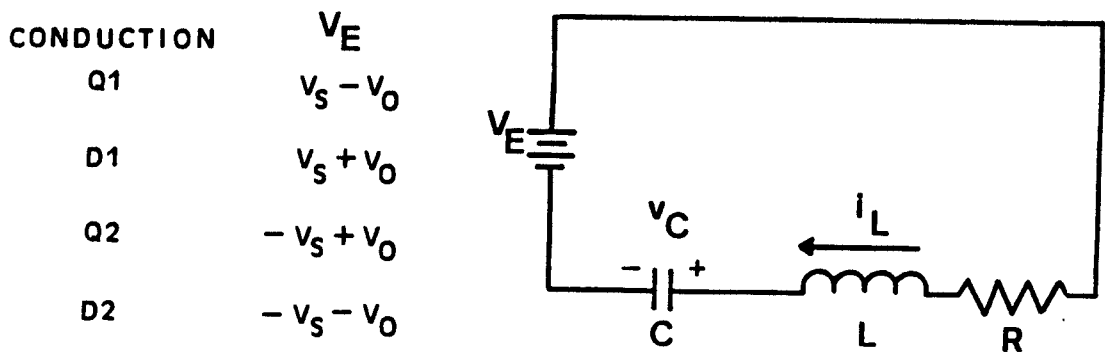 CONDUCTION V_E
Q1 V_S − V_O
D1 V_S + V_O
Q2 − V_S + V_O
D2 − V_S − V_O
V_E
v_C i_L
− +
C L R